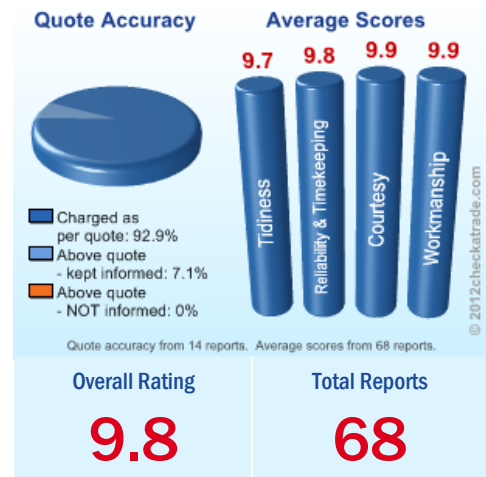 Quote Accuracy
Average Scores
9.7
9.8
9.9
9.9
Tidiness
Reliability & Timekeeping
Courtesy
Workmanship
Charged as
per quote: 92.9%
Above quote
- kept informed: 7.1%
Above quote
- NOT informed: 0%
© 2012checkatrade.com
Quote accuracy from 14 reports. Average scores from 68 reports.
Overall Rating
Total Reports
9.8
68